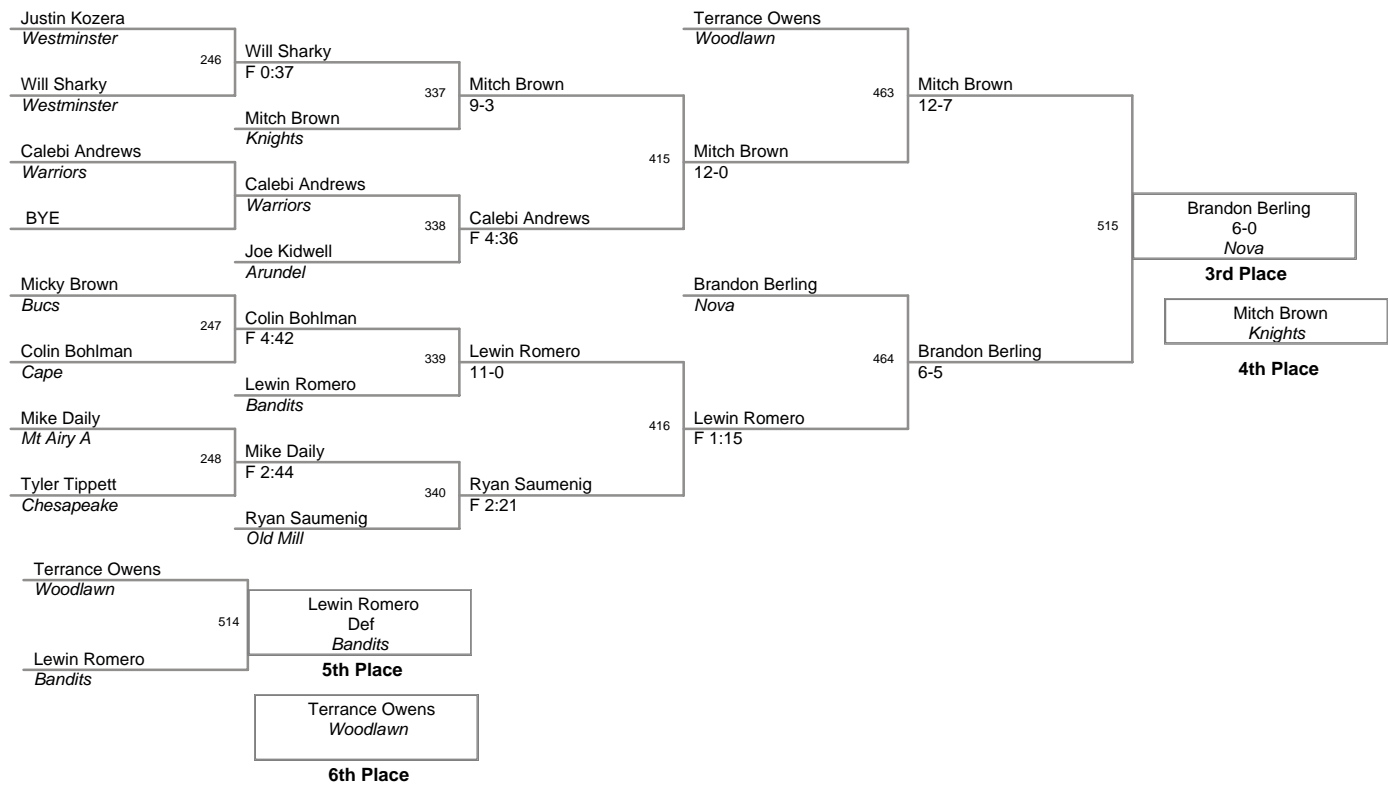 Justin Kozera
Westminster
246
Will Sharky
Westminster
Will Sharky
F 0:37
337
Mitch Brown
Knights
Mitch Brown
9-3
Calebi Andrews
Warriors
BYE
Calebi Andrews
Warriors
338
Joe Kidwell
Arundel
Calebi Andrews
F 4:36
415
Mitch Brown
12-0
Terrance Owens
Woodlawn
463
Mitch Brown
12-7
Micky Brown
Bucs
247
Colin Bohlman
Cape
Colin Bohlman
F 4:42
339
Lewin Romero
Bandits
Lewin Romero
11-0
Mike Daily
Mt Airy A
248
Tyler Tippett
Chesapeake
Mike Daily
F 2:44
340
Ryan Saumenig
Old Mill
Ryan Saumenig
F 2:21
416
Lewin Romero
F 1:15
Brandon Berling
Nova
464
Brandon Berling
6-5
515
Brandon Berling
6-0
Nova
3rd Place
Mitch Brown
Knights
4th Place
Terrance Owens
Woodlawn
514
Lewin Romero
Bandits
Lewin Romero
Def
Bandits
5th Place
Terrance Owens
Woodlawn
6th Place